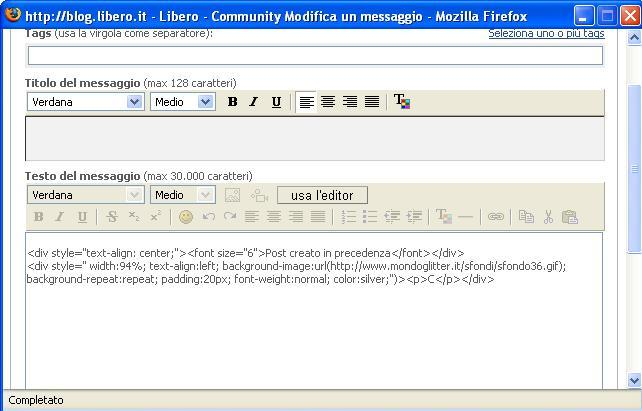 http://blog.libero.it - Libero - Community Modifica un messaggio - Mozilla Firefox
Tags (usa la virgola come separatore): Seleziona uno o più tags
Titolo del messaggio (max 128 caratteri)
Verdana Medio B I U T
Testo del messaggio (max 30.000 caratteri)
Verdana Medio usa l'editor
B I U S x₂ x² T
<div style="text-align: center;"><font size="6">Post creato in precedenza</font></div>
<div style=" width:94%; text-align:left; background-image:url(http://www.mondoglitter.it/sfondi/sfondo36.gif);
background-repeat:repeat; padding:20px; font-weight:normal; color:silver;")><p>C</p></div>
Completato